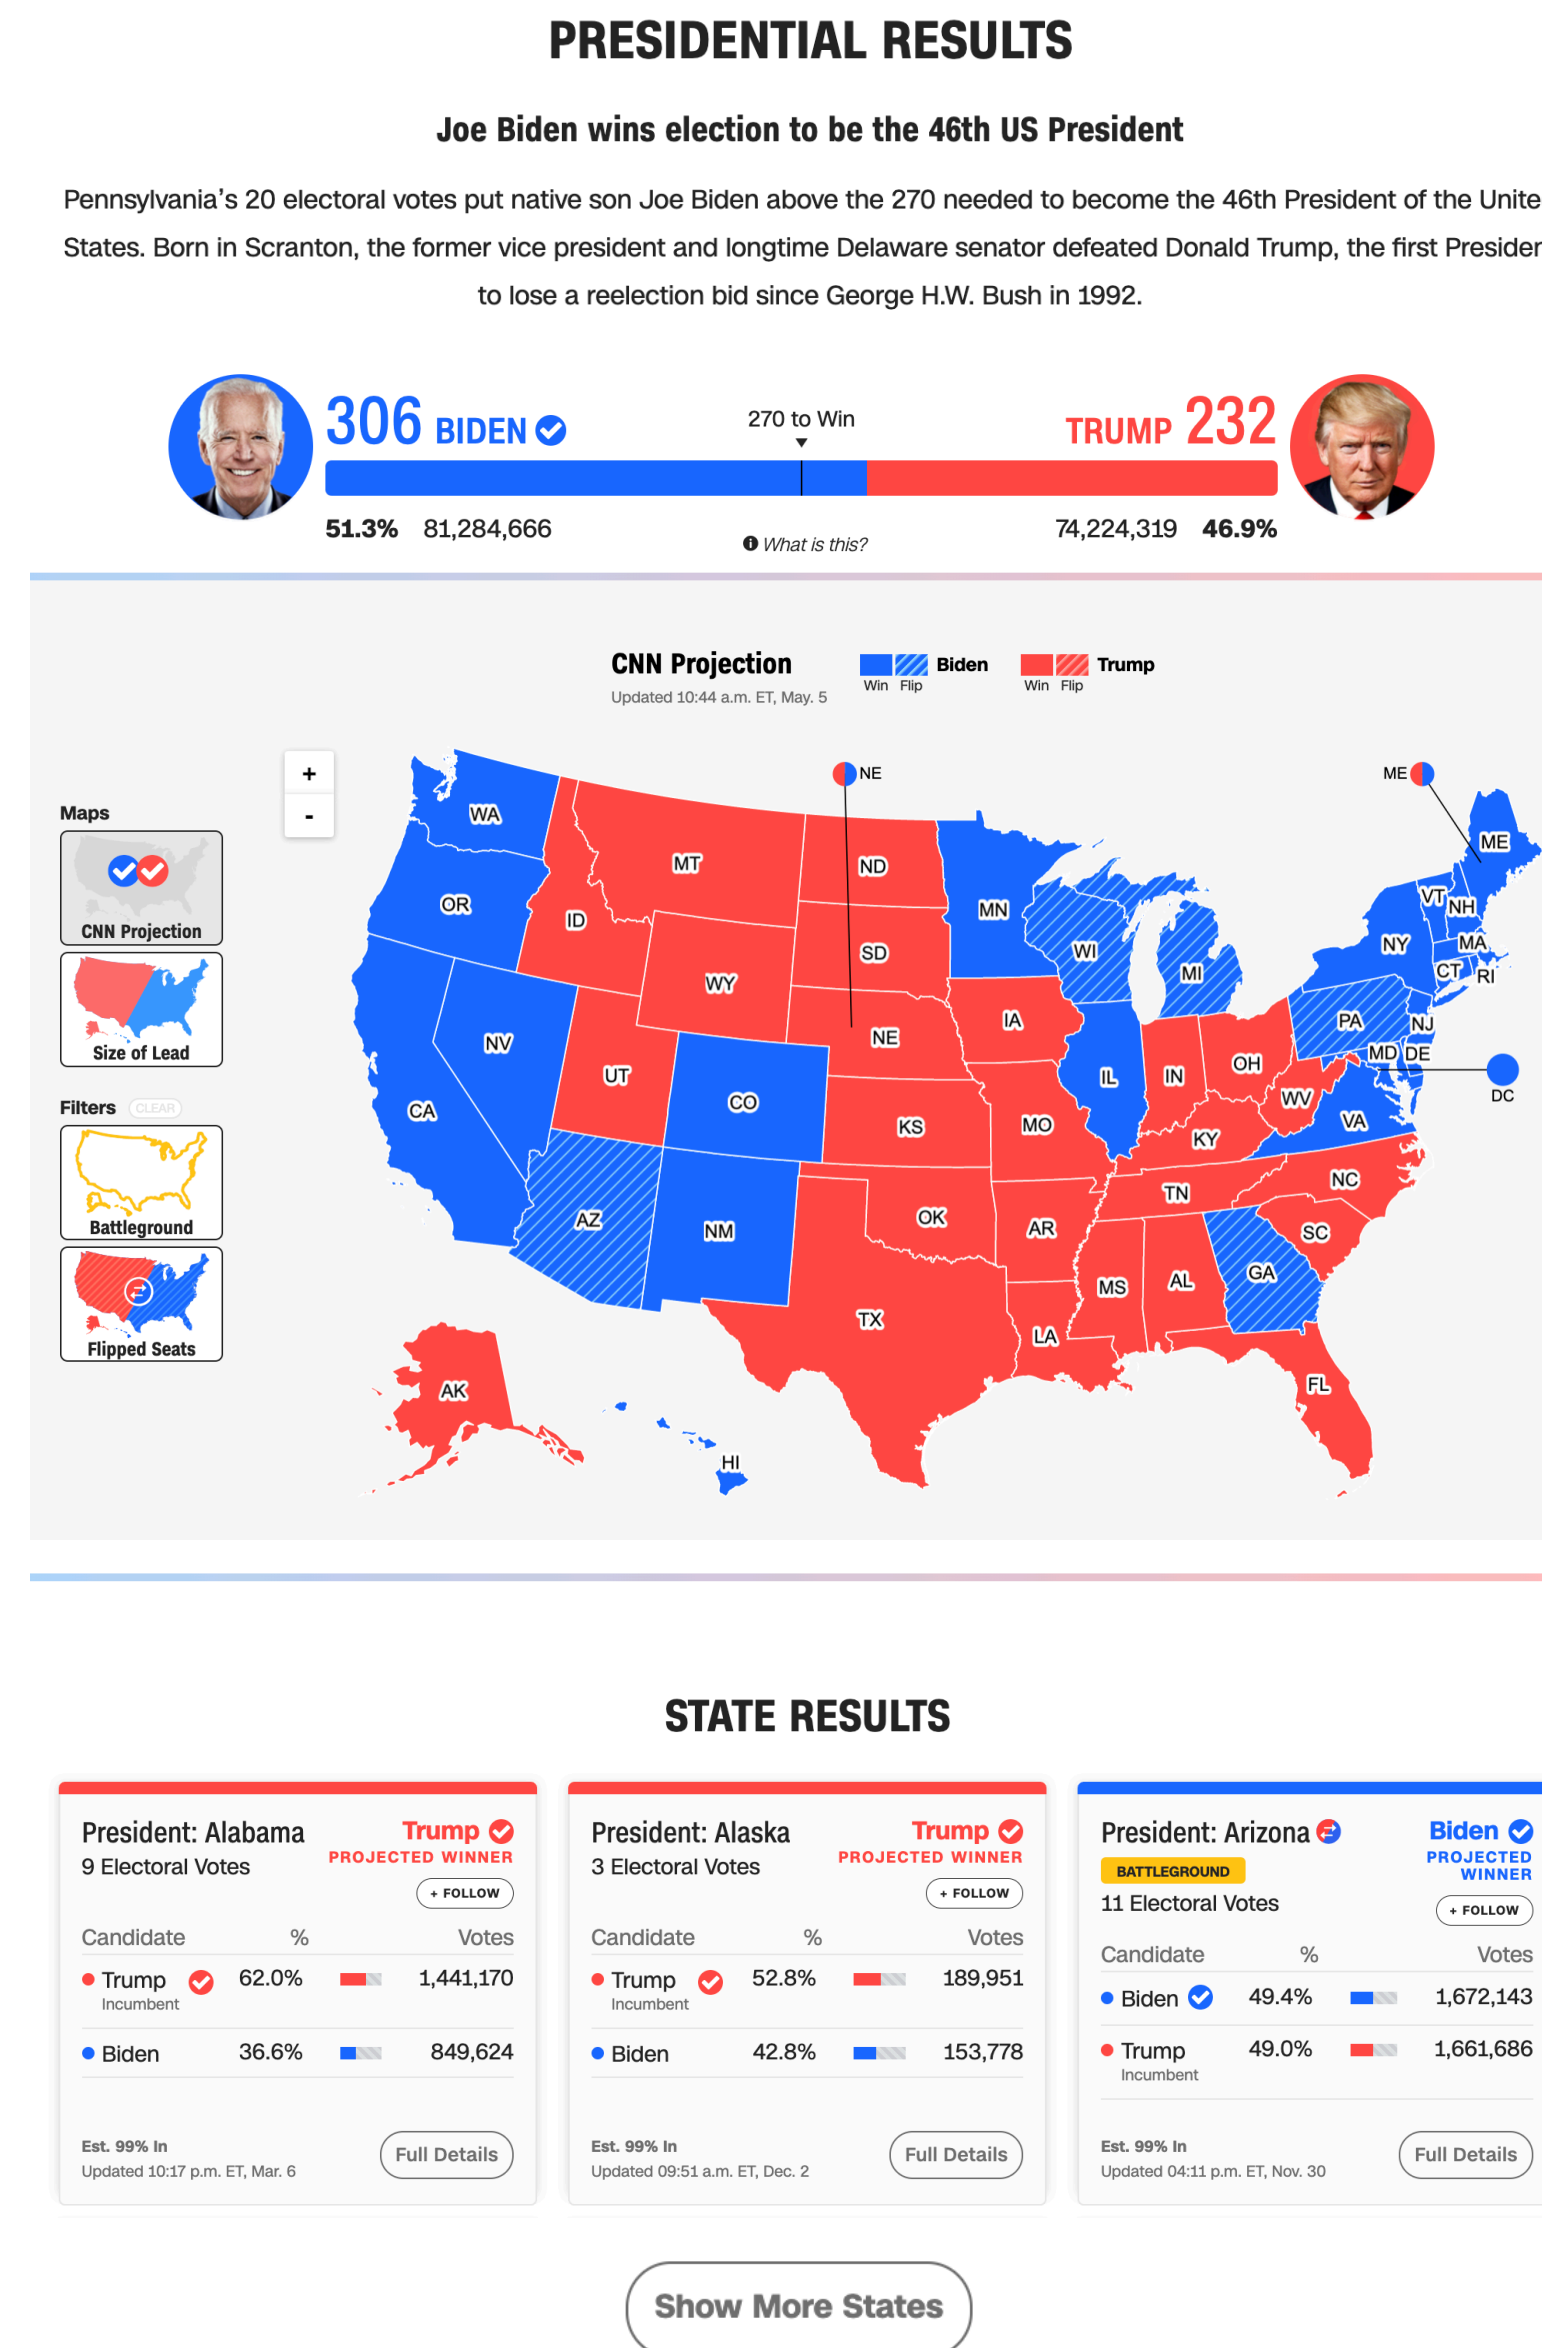 PRESIDENTIAL RESULTS
Joe Biden wins election to be the 46th US President
Pennsylvania's 20 electoral votes put native son Joe Biden above the 270 needed to become the 46th President of the Unite
States. Born in Scranton, the former vice president and longtime Delaware senator defeated Donald Trump, the first Presider
to lose a reelection bid since George H.W. Bush in 1992.
306 BIDEN
270 to Win
TRUMP 232
51.3% 81,284,666
What is this?
74,224,319 46.9%
CNN Projection
Updated 10:44 a.m. ET, May. 5
Win Flip Biden
Win Flip Trump
+
-
Maps
CNN Projection
Size of Lead
Filters CLEAR
Battleground
Flipped Seats
NE
ME
WA
MT
ND
ME
OR
ID
MN
VT
NH
SD
WI
NY
MA
WY
MI
CT
RI
IA
PA
NJ
NV
NE
MD
DE
UT
OH
IL
IN
DC
CA
CO
WV
KS
MO
VA
KY
NC
TN
AZ
NM
OK
AR
SC
GA
MS
AL
TX
LA
AK
FL
HI
STATE RESULTS
President: Alabama
Trump
9 Electoral Votes
PROJECTED WINNER
+ FOLLOW
Candidate % Votes
Trump 62.0% 1,441,170
Incumbent
Biden 36.6% 849,624
Est. 99% In
Updated 10:17 p.m. ET, Mar. 6
Full Details
President: Alaska
Trump
3 Electoral Votes
PROJECTED WINNER
+ FOLLOW
Candidate % Votes
Trump 52.8% 189,951
Incumbent
Biden 42.8% 153,778
Est. 99% In
Updated 09:51 a.m. ET, Dec. 2
Full Details
President: Arizona
Biden
BATTLEGROUND
PROJECTED
WINNER
11 Electoral Votes
+ FOLLOW
Candidate % Votes
Biden 49.4% 1,672,143
Trump 49.0% 1,661,686
Incumbent
Est. 99% In
Updated 04:11 p.m. ET, Nov. 30
Full Details
Show More States